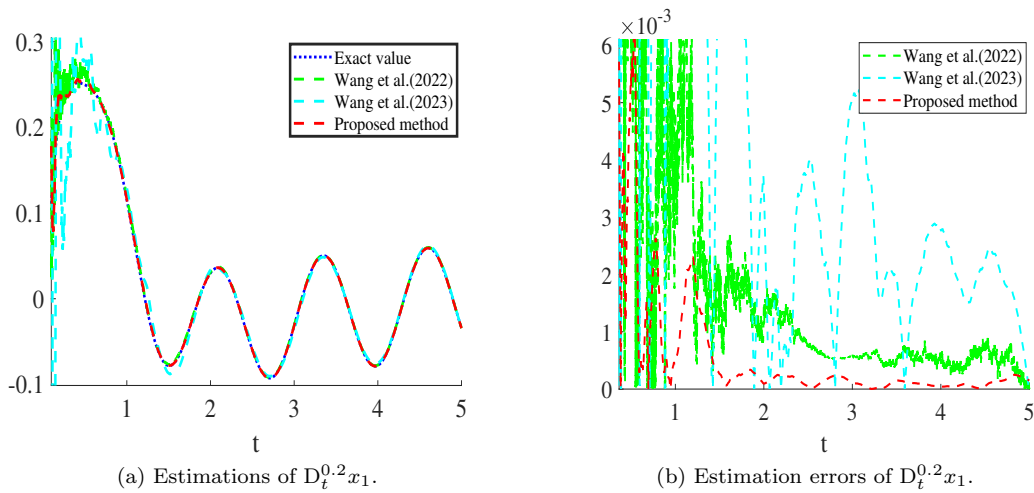 0.3
0.2
0.1
0
-0.1
1 2 3 4 5
t
Exact value
Wang et al.(2022)
Wang et al.(2023)
Proposed method
(a) Estimations of D_t^{0.2}x_1.
×10^{-3}
6
5
4
3
2
1
0
1 2 3 4 5
t
Wang et al.(2022)
Wang et al.(2023)
Proposed method
(b) Estimation errors of D_t^{0.2}x_1.